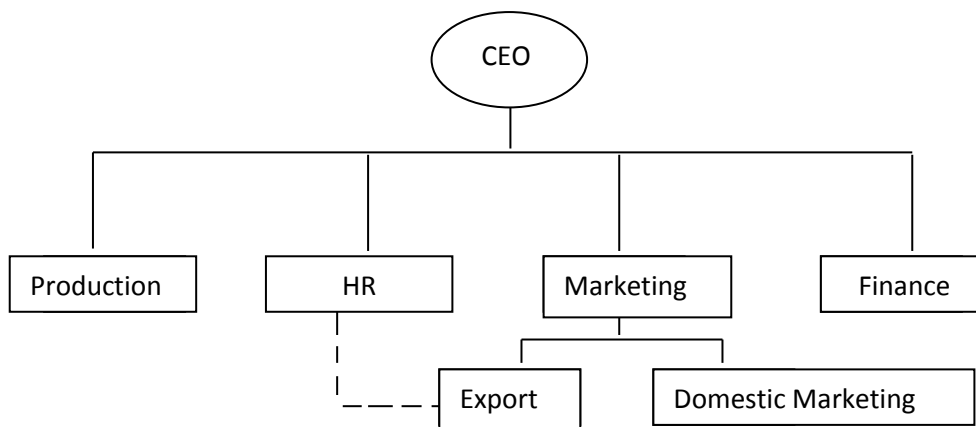 CEO
Production
HR
Marketing
Finance
Export
Domestic Marketing